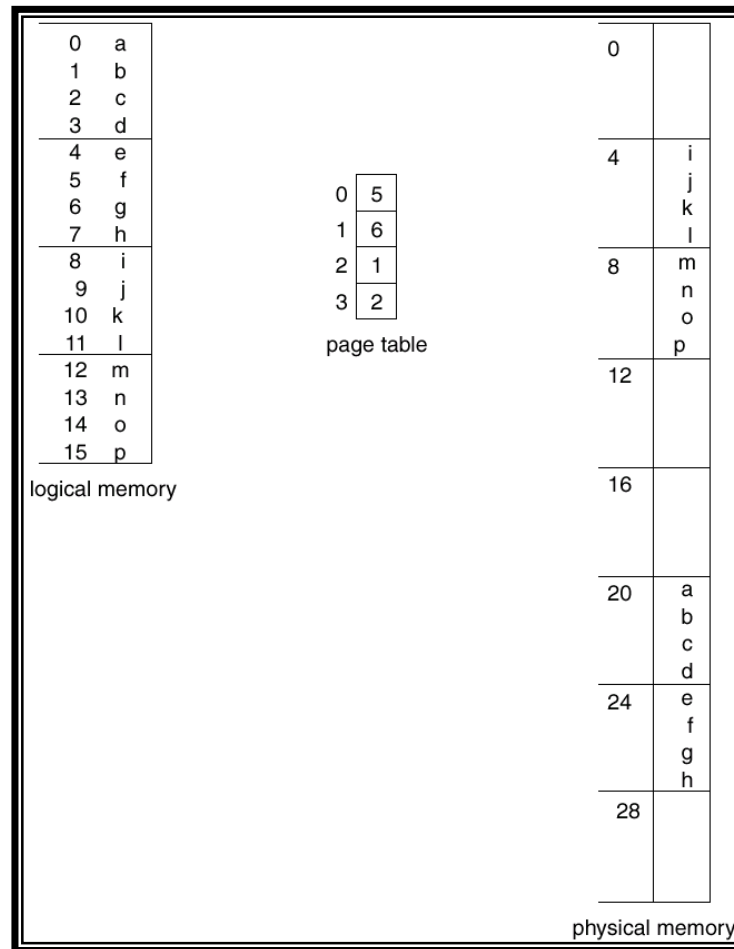 0 a
1 b
2 c
3 d
4 e
5 f
6 g
7 h
8 i
9 j
10 k
11 l
12 m
13 n
14 o
15 p
logical memory
0 5
1 6
2 1
3 2
page table
0
4 i
j
k
l
8 m
n
o
p
12
16
20 a
b
c
d
24 e
f
g
h
28
physical memory